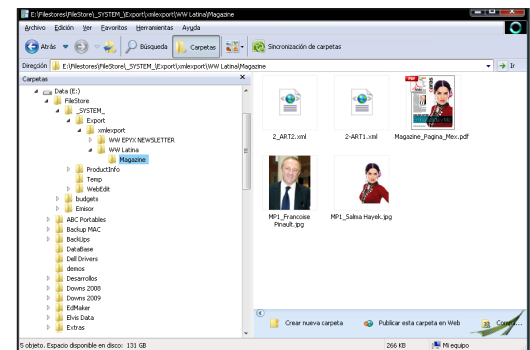 E:\Filestores\FileStore\_SYSTEM_\Export\xmlexport\WW Latina\Magazine
Archivo Edición Ver Favoritos Herramientas Ayuda
Atrás Búsqueda Carpetas Sincronización de carpetas
Dirección E:\Filestores\FileStore\_SYSTEM_\Export\xmlexport\WW Latina\Magazine Ir
Carpetas
Data (E:)
FileStore
_SYSTEM_
Export
xmlexport
WW EPYX NEWSLETTER
WW Latina
Magazine
ProductInfo
Temp
WebEdit
budgets
Emisor
ABC Portables
Backup MAC
BackUps
DataBase
Dell Drivers
demos
Desarrollos
Downs 2008
Downs 2009
EdMaker
Elvis Data
Extras
PDF
caras
2_ART2.xml 2-ART1.xml Magazine_Pagina_Mex.pdf
MP1_Francoise Pinault.jpg MP1_Salma Hayek.jpg
Crear nueva carpeta Publicar esta carpeta en Web
5 objeto. Espacio disponible en disco: 131 GB 266 KB Mi equipo